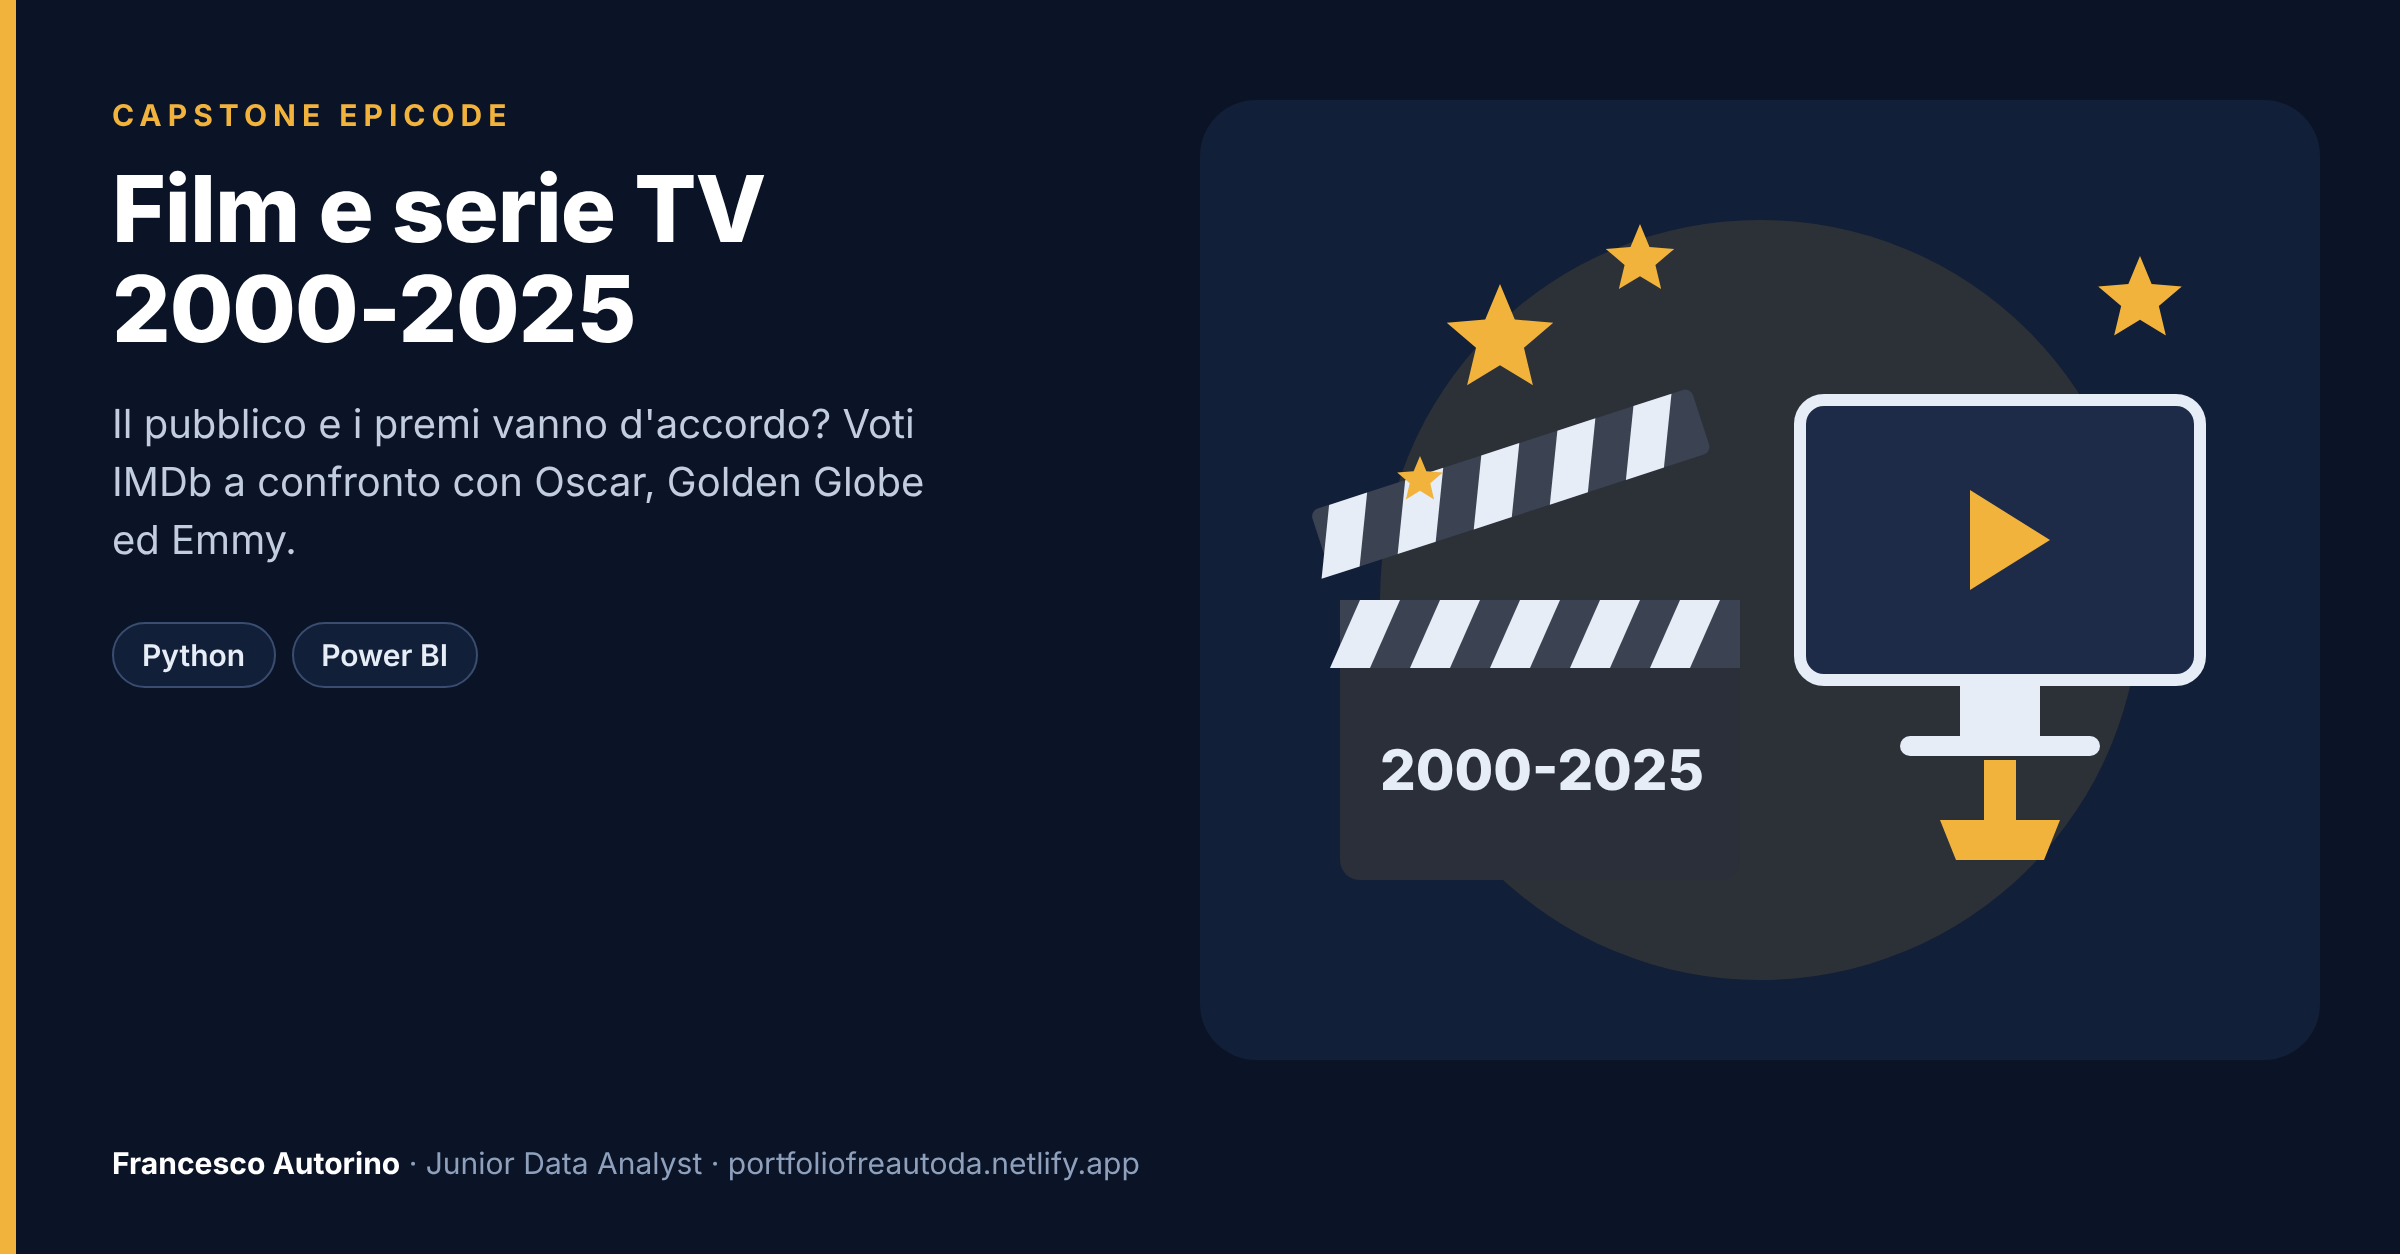 CAPSTONE EPICODE
Film e serie TV
2000-2025
Il pubblico e i premi vanno d'accordo? Voti
IMDb a confronto con Oscar, Golden Globe
ed Emmy.
Python
Power BI
2000-2025
Francesco Autorino · Junior Data Analyst · portfoliofreautoda.netlify.app